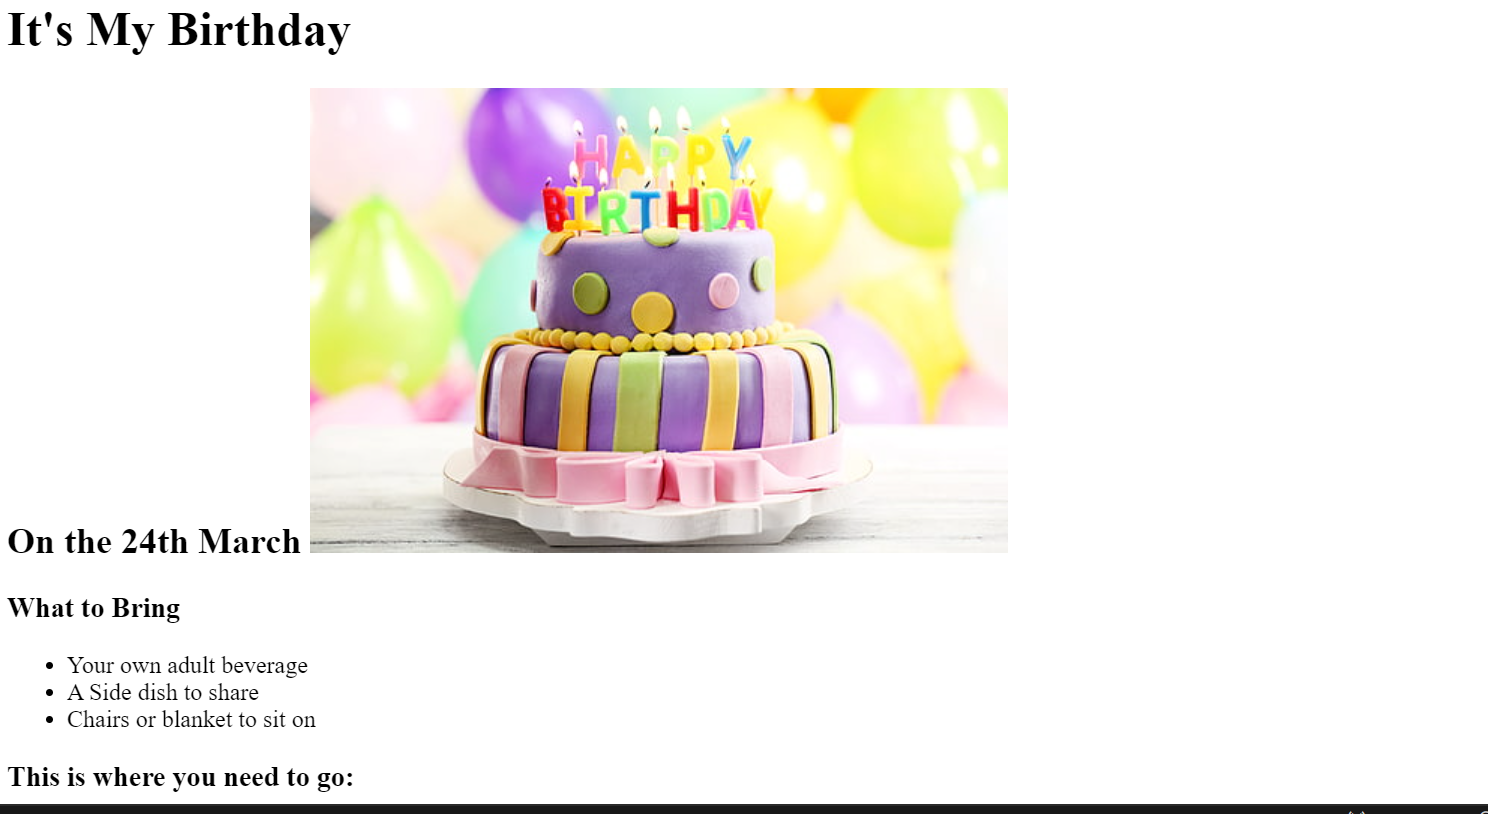 It's My Birthday
HAPPY
BIRTHDAY
On the 24th March
What to Bring
Your own adult beverage
A Side dish to share
Chairs or blanket to sit on
This is where you need to go: